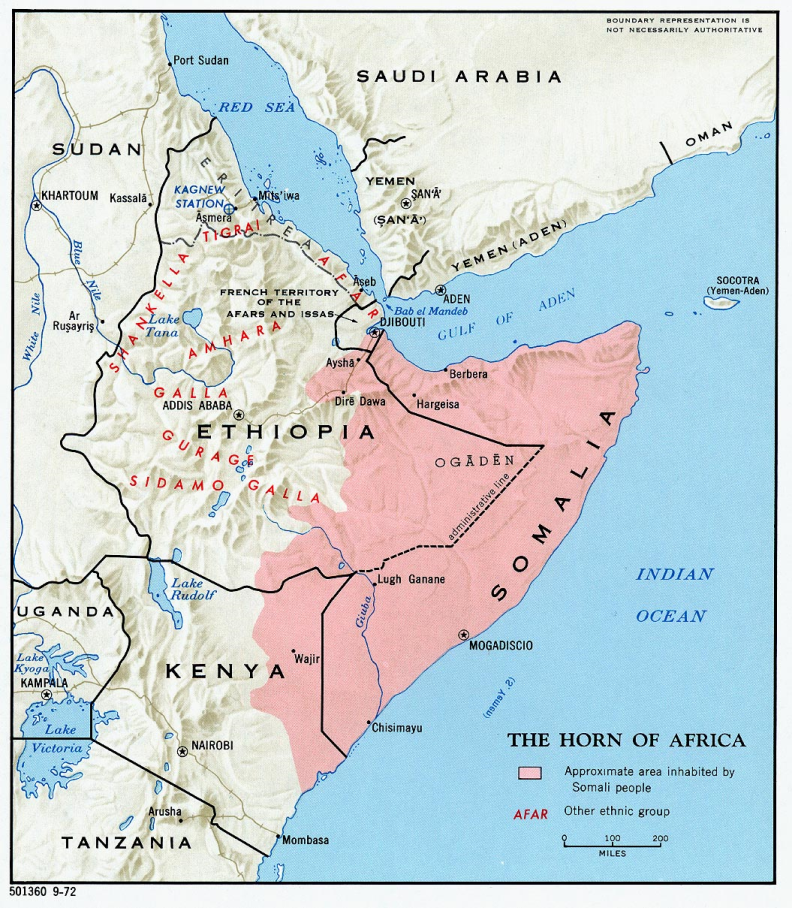 BOUNDARY REPRESENTATION IS
NOT NECESSARILY AUTHORITATIVE
Port Sudan
SAUDI ARABIA
RED SEA
OMAN
SUDAN
ERITREA
YEMEN
KAGNEW
STATION
KHARTOUM
Kassalā
Mits'iwa
ṢAN'Ā'
(ṢAN'Ā')
Āsmera
TIGRAI
YEMEN (ADEN)
Blue Nile
SHANKELLA
AFAR
Āseb
SOCOTRA
(Yemen-Aden)
FRENCH TERRITORY
OF THE
AFARS AND ISSAS
ADEN
Bab el Mandeb
White Nile
Ar
Ruşayriş
Lake
Tana
DJIBOUTI
GULF OF ADEN
AMHARA
Ayshā
Berbera
GALLA
Dirē Dawa
Hargeisa
ADDIS ABABA
ETHIOPIA
GURAGE
OGĀDĒN
SIDAMO GALLA
administrative line
SOMALIA
Lake
Rudolf
Lugh Ganane
INDIAN
OCEAN
UGANDA
Giuba
Lake
Kyoga
KENYA
Wajir
MOGADISCIO
KAMPALA
(S. Yemen)
Lake
Victoria
Chisimayu
NAIROBI
THE HORN OF AFRICA
Approximate area inhabited by
Somali people
AFAR
Other ethnic group
Arusha
0 100 200
MILES
TANZANIA
Mombasa
501360 9-72